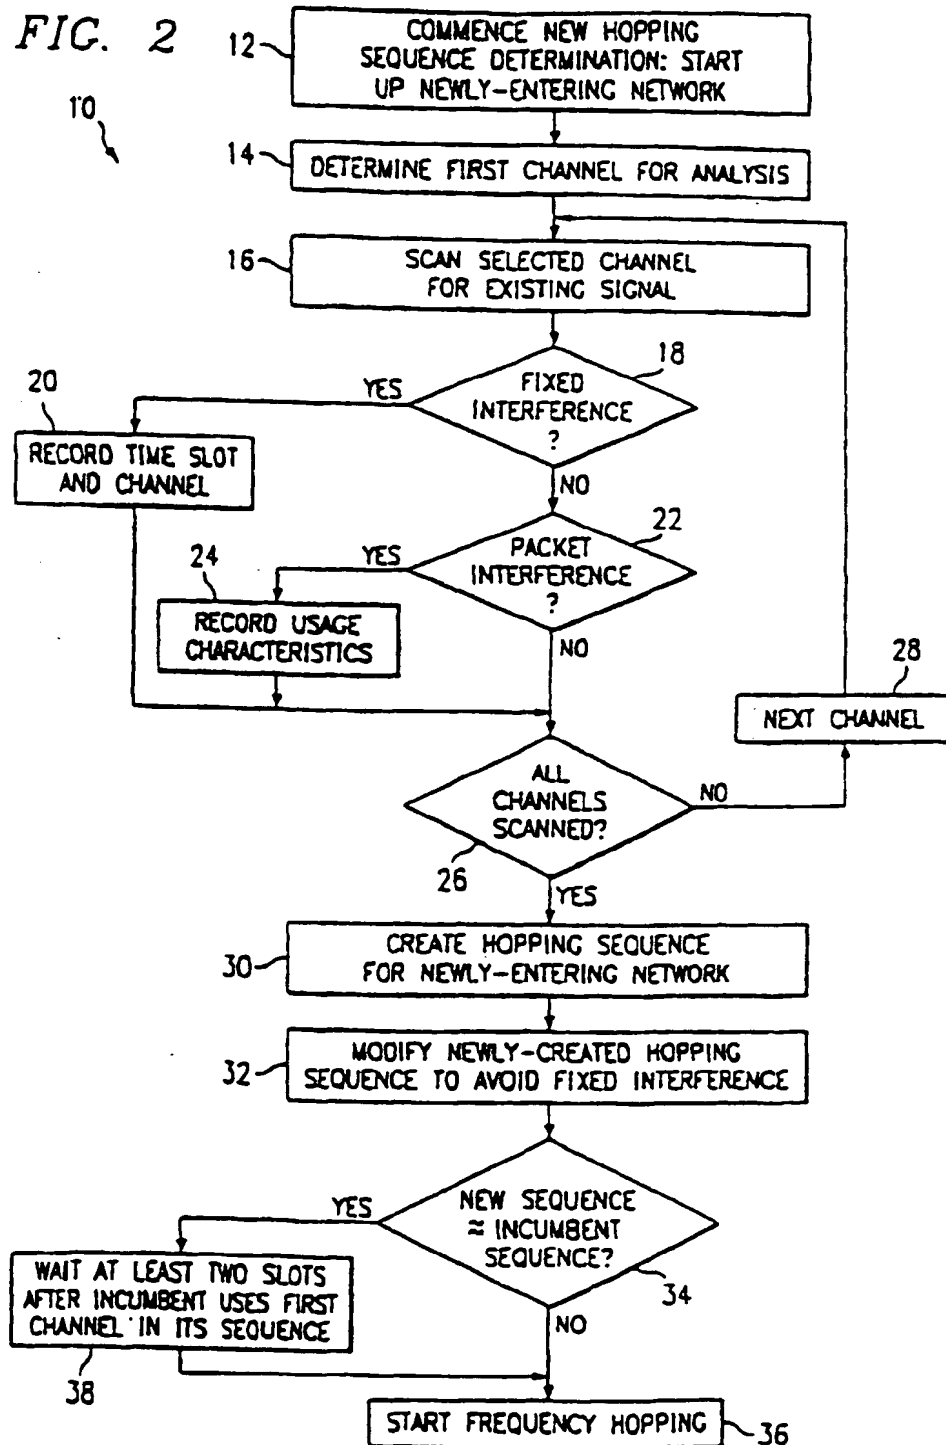 FIG. 2
10
12
COMMENCE NEW HOPPING
SEQUENCE DETERMINATION: START
UP NEWLY-ENTERING NETWORK
14
DETERMINE FIRST CHANNEL FOR ANALYSIS
16
SCAN SELECTED CHANNEL
FOR EXISTING SIGNAL
18
FIXED
INTERFERENCE
?
YES
NO
20
RECORD TIME SLOT
AND CHANNEL
22
PACKET
INTERFERENCE
?
YES
NO
24
RECORD USAGE
CHARACTERISTICS
28
NEXT CHANNEL
ALL
CHANNELS
SCANNED?
NO
26
YES
30
CREATE HOPPING SEQUENCE
FOR NEWLY-ENTERING NETWORK
32
MODIFY NEWLY-CREATED HOPPING
SEQUENCE TO AVOID FIXED INTERFERENCE
NEW SEQUENCE
≈ INCUMBENT
SEQUENCE?
YES
34
NO
WAIT AT LEAST TWO SLOTS
AFTER INCUMBENT USES FIRST
CHANNEL IN ITS SEQUENCE
38
START FREQUENCY HOPPING
36